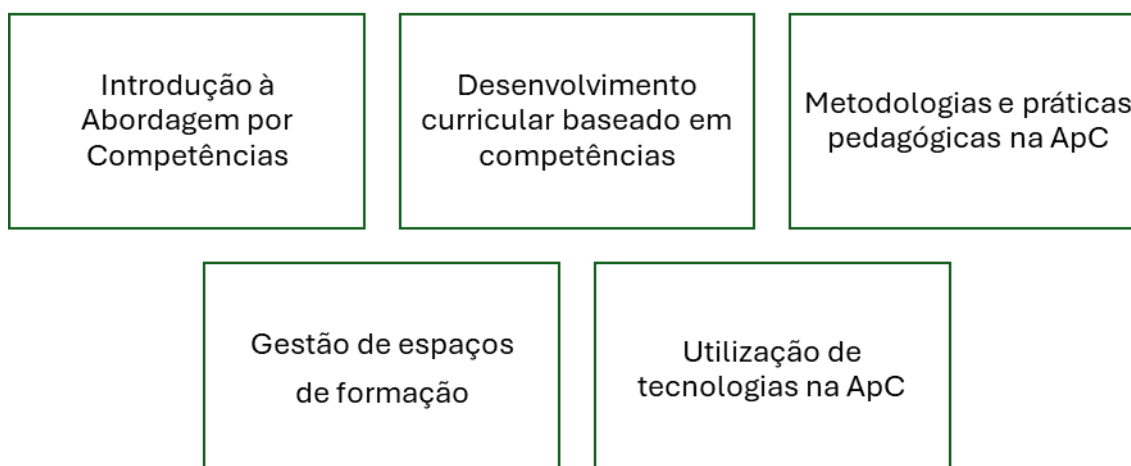 Introdução à
Abordagem por
Competências
Desenvolvimento
curricular baseado em
competências
Metodologias e práticas
pedagógicas na ApC
Gestão de espaços
de formação
Utilização de
tecnologias na ApC